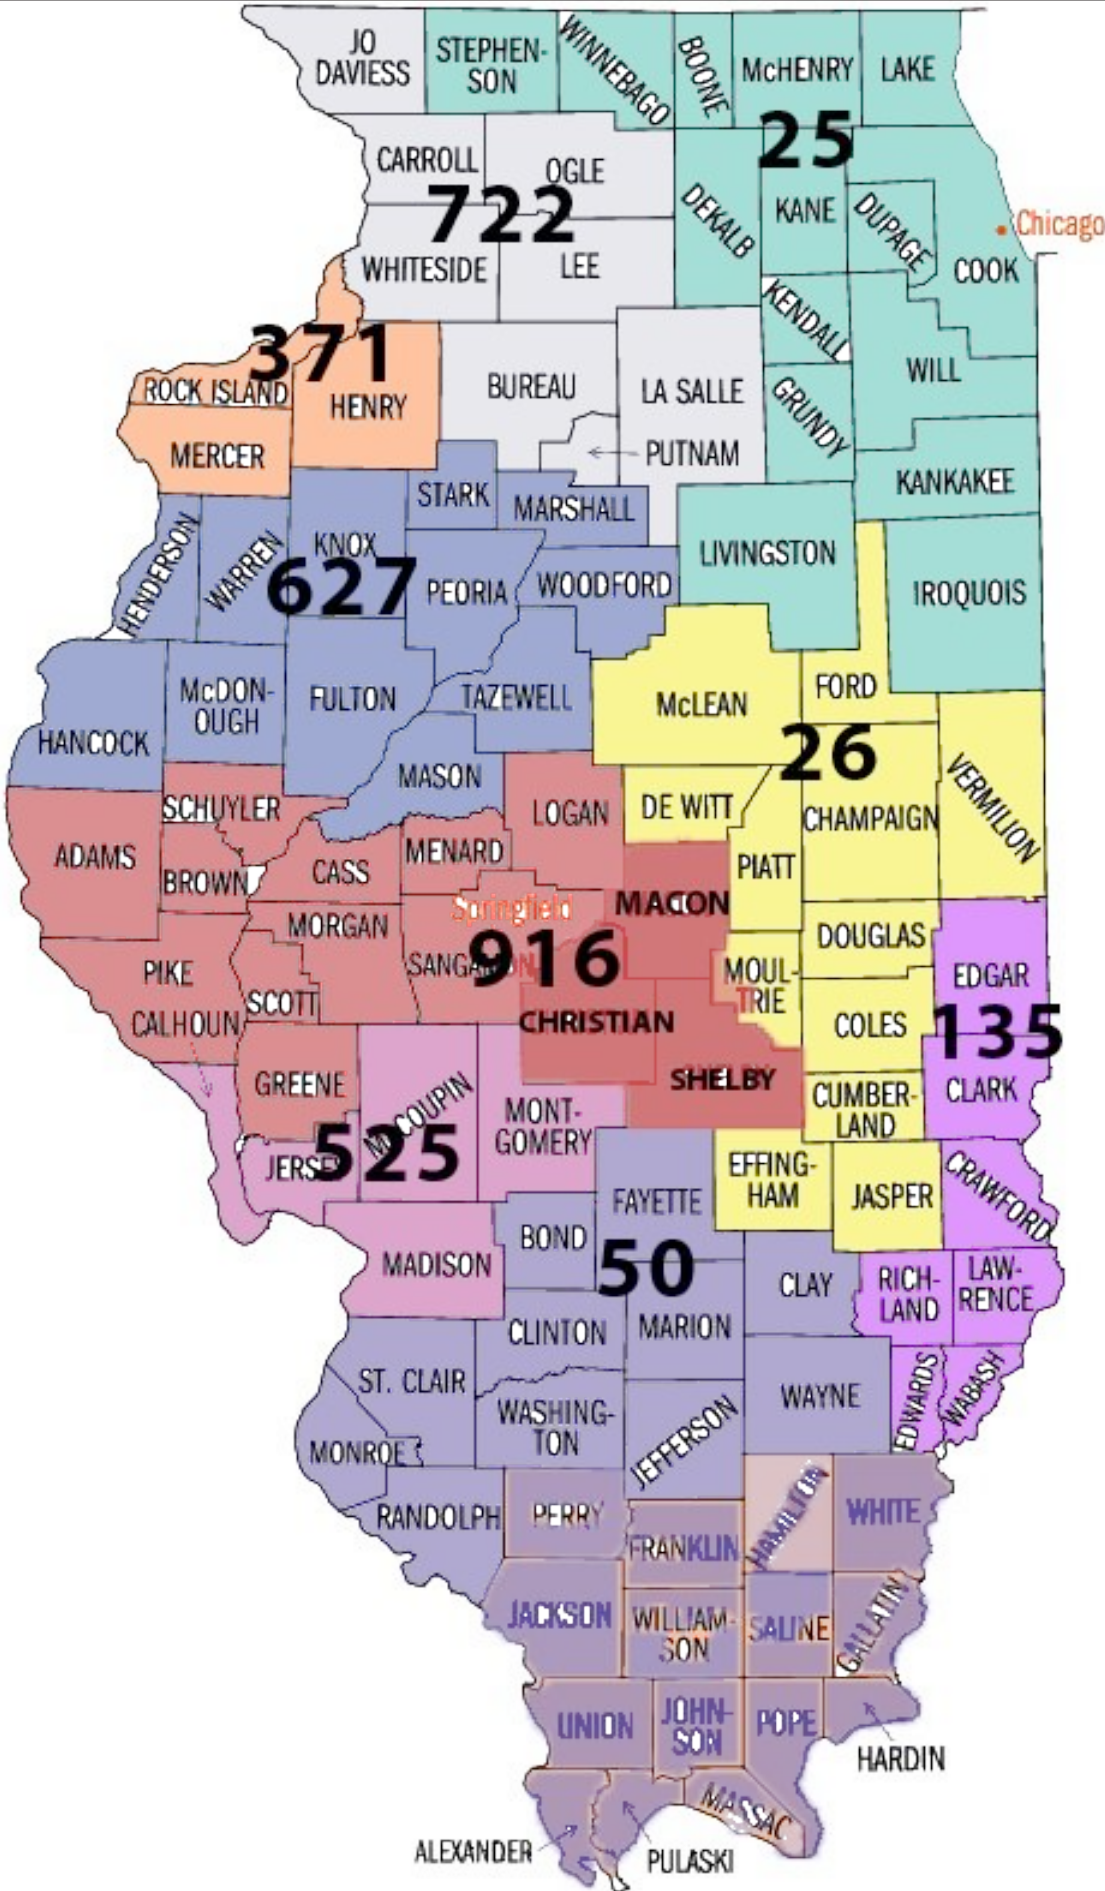 JO
DAVIESS
STEPHEN-
SON
WINNEBAGO
BOONE
McHENRY
LAKE
25
CARROLL
OGLE
722
DEKALB
KANE
DUPAGE
Chicago
COOK
WHITESIDE
LEE
KENDALL
371
ROCK ISLAND
HENRY
BUREAU
LA SALLE
WILL
GRUNDY
MERCER
PUTNAM
KANKAKEE
STARK
MARSHALL
HENDERSON
WARREN
KNOX
627
PEORIA
WOODFORD
LIVINGSTON
IROQUOIS
McDON-
OUGH
FULTON
TAZEWELL
McLEAN
FORD
HANCOCK
26
MASON
VERMILION
SCHUYLER
LOGAN
DE WITT
CHAMPAIGN
ADAMS
BROWN
CASS
MENARD
PIATT
MACON
Springfield
MORGAN
DOUGLAS
916
SANGAMON
PIKE
SCOTT
MOUL-
TRIE
EDGAR
CALHOUN
CHRISTIAN
COLES
135
GREENE
SHELBY
CLARK
MACOUPIN
MONT-
GOMERY
CUMBER-
LAND
525
JERSEY
EFFING-
HAM
JASPER
CRAWFORD
FAYETTE
BOND
50
MADISON
CLAY
RICH-
LAND
LAW-
RENCE
CLINTON
MARION
ST. CLAIR
WAYNE
EDWARDS
WABASH
WASHING-
TON
JEFFERSON
MONROE
RANDOLPH
PERRY
FRANKLIN
HAMILTON
WHITE
JACKSON
WILLIAM-
SON
SALINE
GALLATIN
UNION
JOHN-
SON
POPE
HARDIN
MASSAC
ALEXANDER
PULASKI